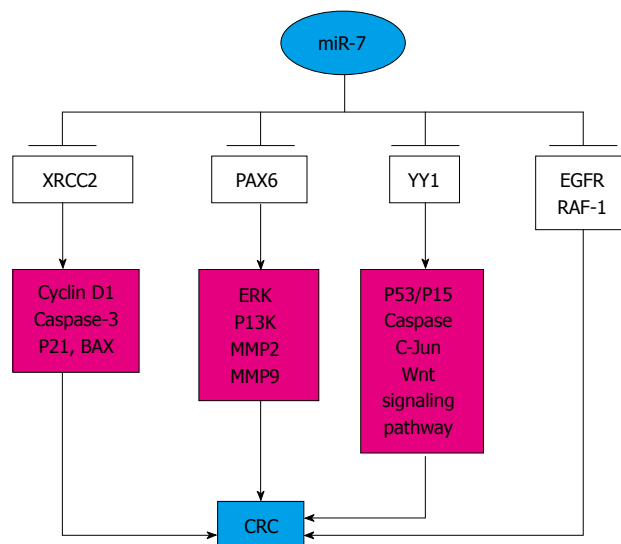 miR-7
XRCC2
PAX6
YY1
EGFR
RAF-1
Cyclin D1
Caspase-3
P21, BAX
ERK
P13K
MMP2
MMP9
P53/P15
Caspase
C-Jun
Wnt
signaling
pathway
CRC